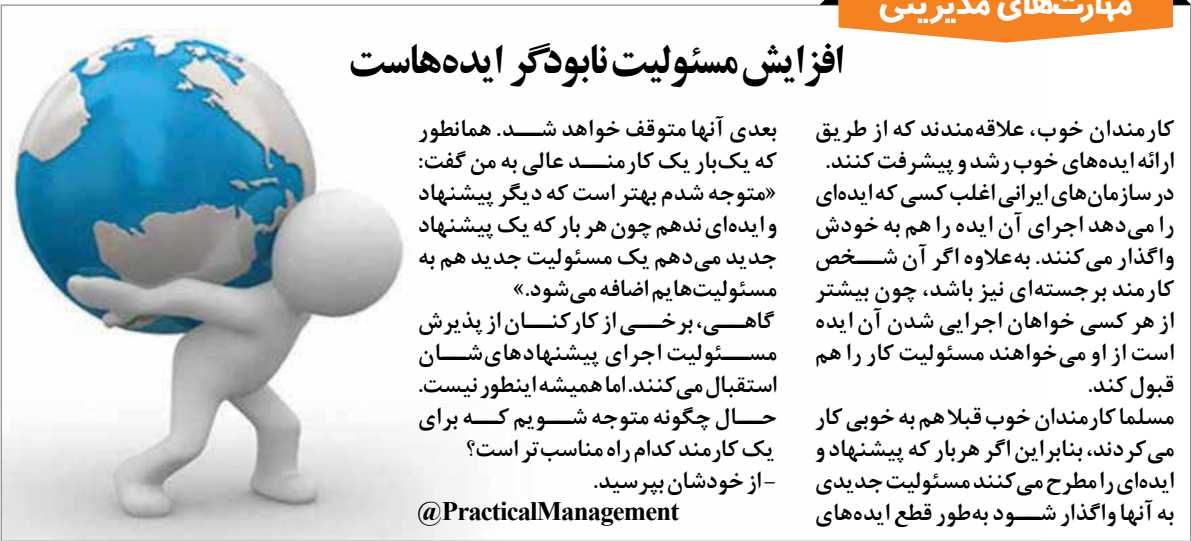 مهارت‌های مدیریتی
افزایش مسئولیت نابودگر ایده‌هاست
کارمندان خوب، علاقه‌مندند که از طریق
ارائه ایده‌های خوب رشد و پیشرفت کنند.
در سازمان‌های ایرانی اغلب کسی که ایده‌ای
را می‌دهد اجرای آن ایده را هم به خودش
واگذار می‌کنند. به‌علاوه اگر آن شخص
کارمند برجسته‌ای نیز باشد، چون بیشتر
از هر کسی خواهان اجرایی شدن آن ایده
است از او می‌خواهند مسئولیت کار را هم
قبول کند.
مسلما کارمندان خوب قبلا هم به خوبی کار
می‌کردند، بنابراین اگر هربار که پیشنهاد و
ایده‌ای را مطرح می‌کنند مسئولیت جدیدی
به آنها واگذار شود به‌طور قطع ایده‌های
بعدی آنها متوقف خواهد شد. همانطور
که یک‌بار یک کارمند عالی به من گفت:
«متوجه شدم بهتر است که دیگر پیشنهاد
و ایده‌ای ندهم چون هر بار که یک پیشنهاد
جدید می‌دهم یک مسئولیت جدید هم به
مسئولیت‌هایم اضافه می‌شود.»
گاهی، برخی از کارکنان از پذیرش
مسئولیت اجرای پیشنهادهای‌شان
استقبال می‌کنند. اما همیشه اینطور نیست.
حال چگونه متوجه شویم که برای
یک کارمند کدام راه مناسب‌تر است؟
-از خودشان بپرسید.
@PracticalManagement